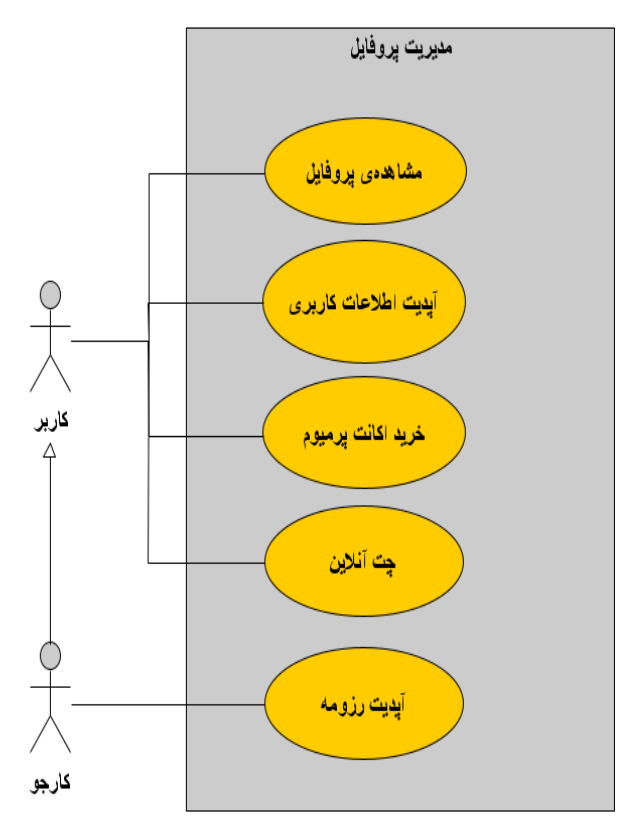 مدیریت پروفایل
مشاهده‌ی پروفایل
آپدیت اطلاعات کاربری
کاربر
خرید اکانت پرمیوم
چت آنلاین
آپدیت رزومه
کارجو